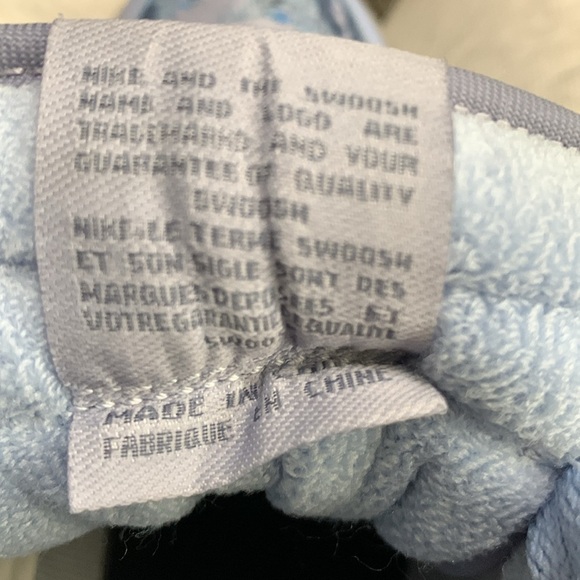 NIKE AND THE SWOOSH
NAME AND LOGO ARE
TRADEMARKS AND YOUR
GUARANTEE OF QUALITY
SWOOSH
NIKE-LE TERME SWOOSH
ET SON SIGLE SONT DES
MARQUES DEPOSEES ET
VOTRE GARANTIE QUALITE
SWOO
MADE IN
FABRIQUE EN CHINE